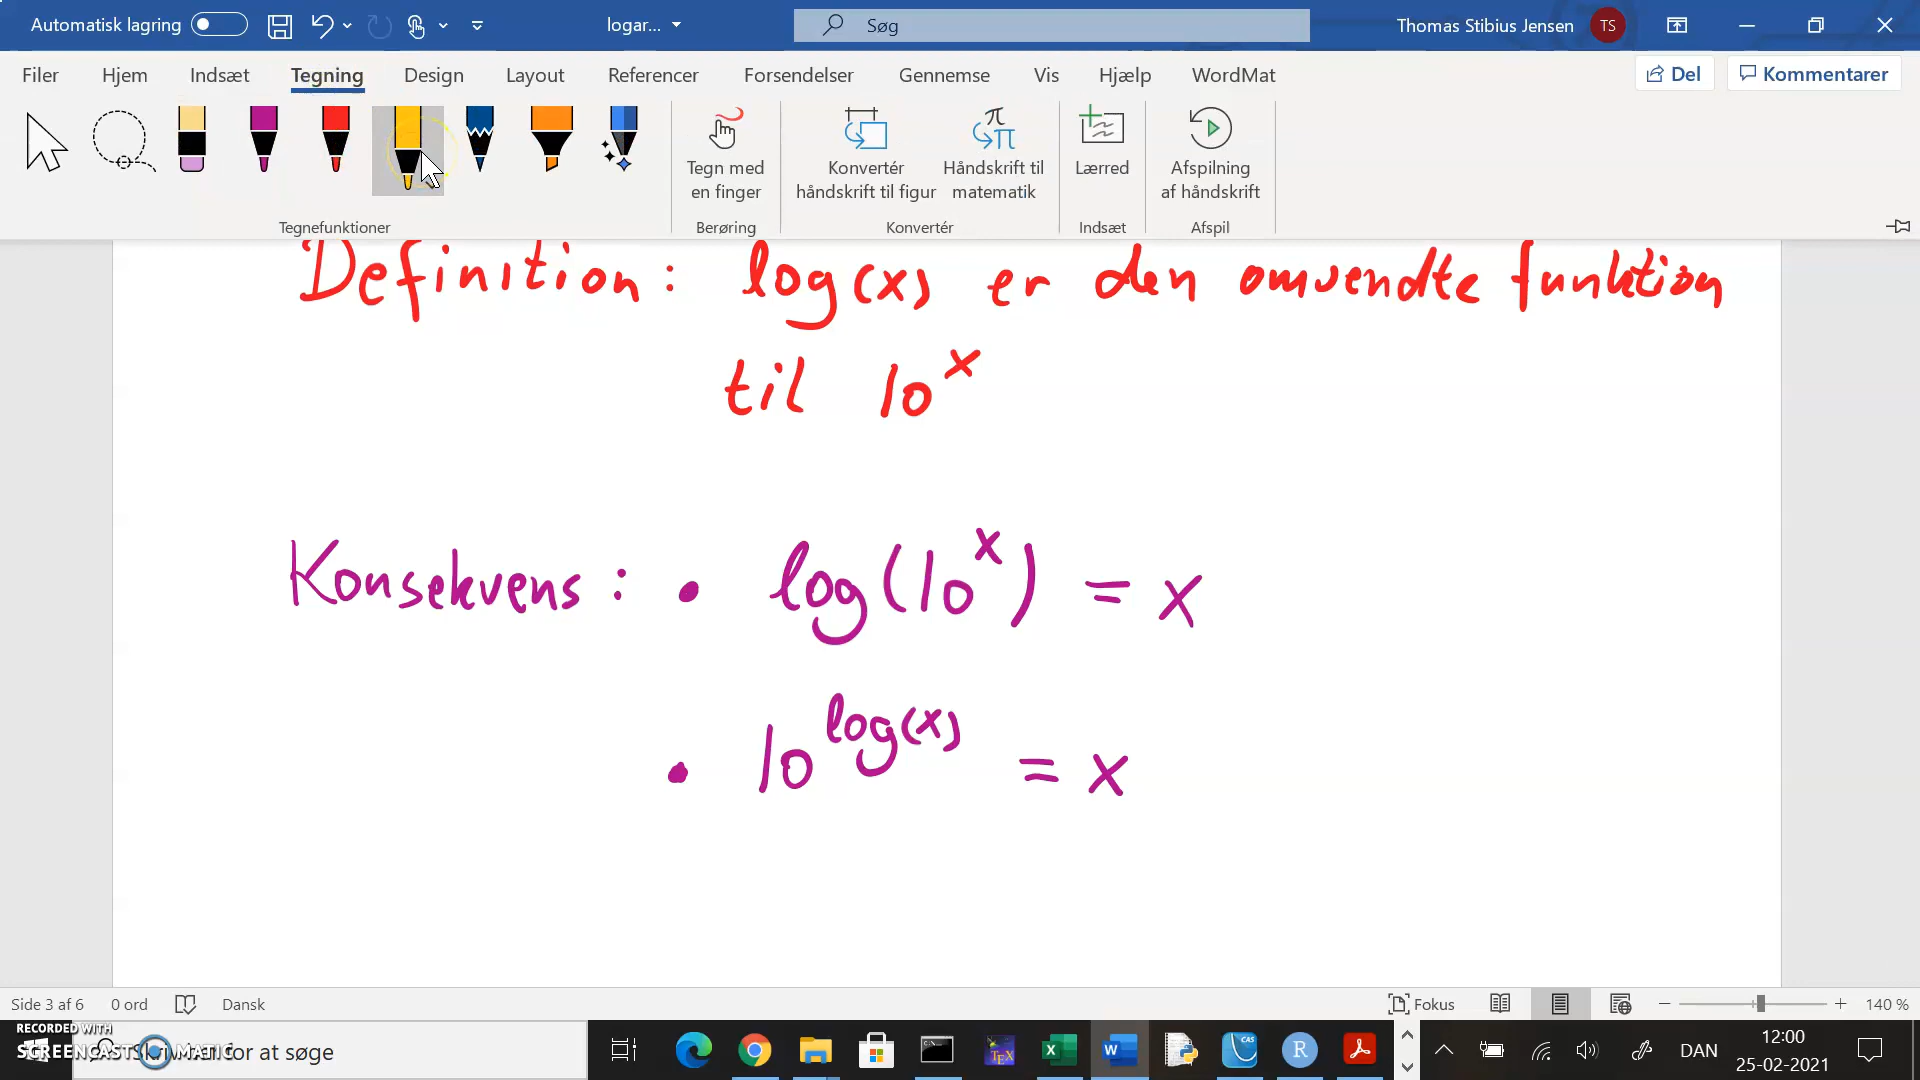 Automatisk lagring
logar...
Søg
Thomas Stibius Jensen
TS
Filer
Hjem
Indsæt
Tegning
Design
Layout
Referencer
Forsendelser
Gennemse
Vis
Hjælp
WordMat
Del
Kommentarer
Tegn med
en finger
Konvertér
håndskrift til figur
Håndskrift til
matematik
Lærred
Afspilning
af håndskrift
Tegnefunktioner
Berøring
Konvertér
Indsæt
Afspil
Definition: log(x) er den omvendte funktion
til 10^x
Konsekvens: • log(10^x) = x
• 10^log(x) = x
Side 3 af 6
0 ord
Dansk
Fokus
140 %
RECORDED WITH
SCREENCAST MATIC
for at søge
DAN
12:00
25-02-2021